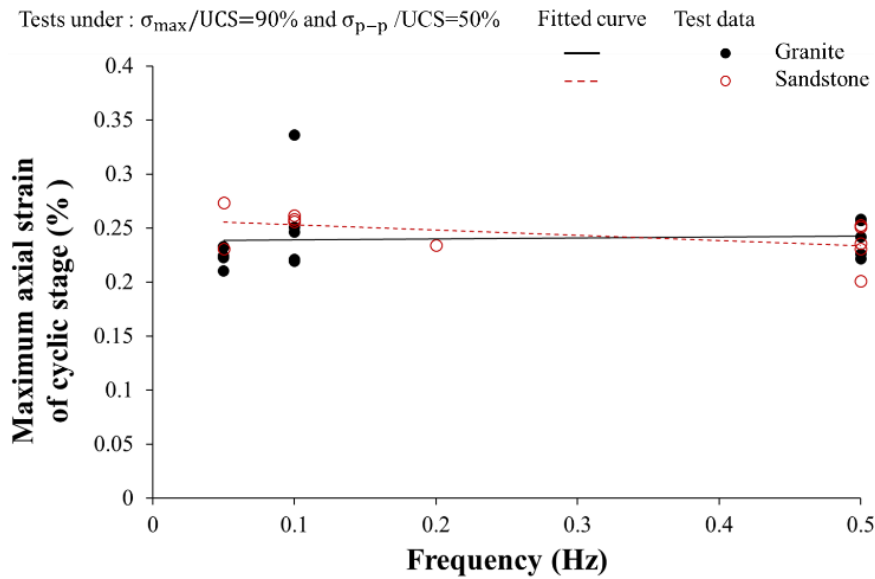 Tests under : σmax/UCS=90% and σp−p /UCS=50% Fitted curve Test data
Granite
Sandstone
0.4
0.35
0.3
0.25
0.2
0.15
0.1
0.05
0
Maximum axial strain
of cyclic stage (% )
0 0.1 0.2 0.3 0.4 0.5
Frequency (Hz)